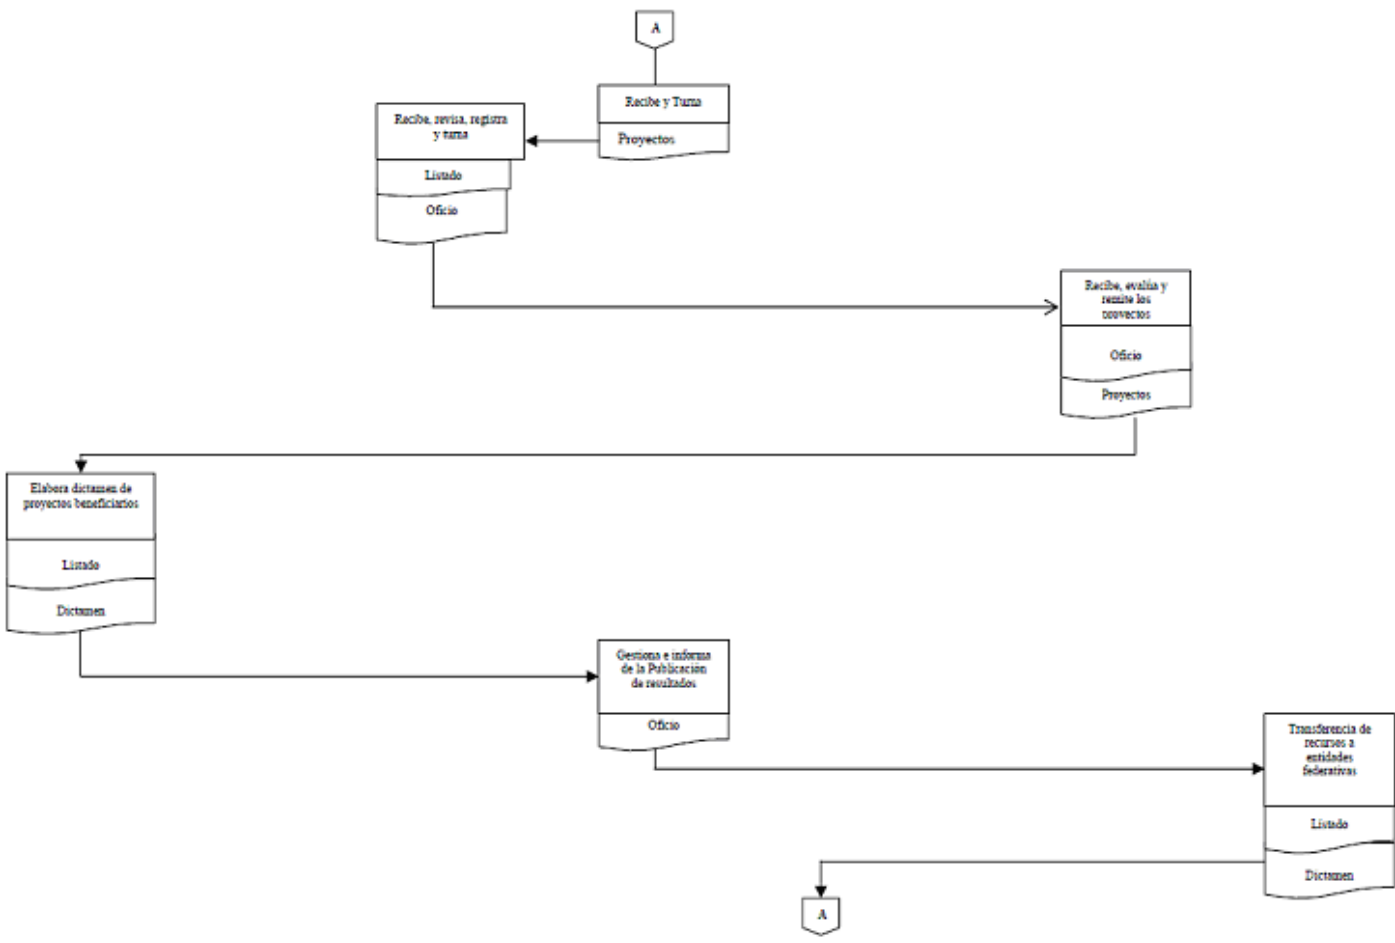 A
Recibe y Turna
Proyectos
Recibe, revisa, registra
y turna
Listado
Oficio
Recibe, evalúa y
remite los
proyectos
Oficio
Proyectos
Elabora dictamen de
proyectos beneficiarios
Listado
Dictamen
Gestiona e informa
de la Publicación
de resultados
Oficio
Transferencia de
recursos a
entidades
federativas
Listado
Dictamen
A